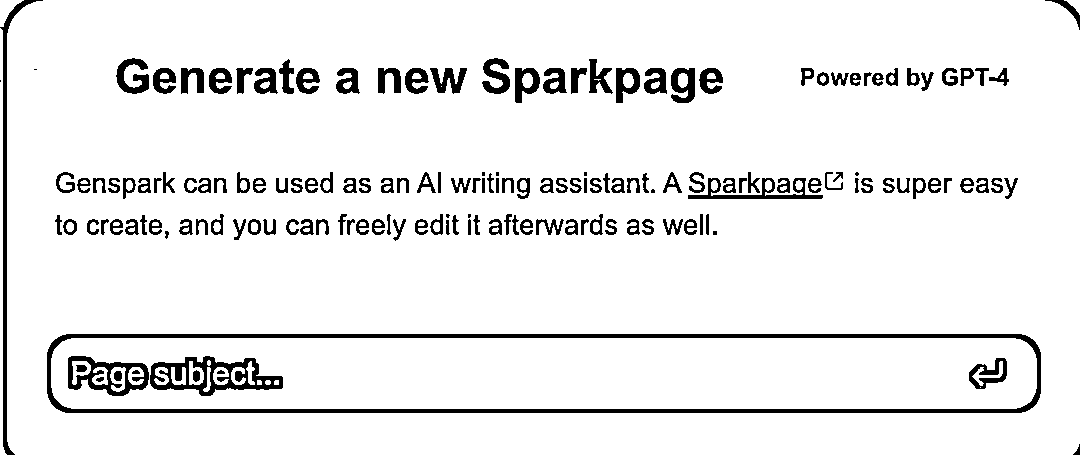 Generate a new Sparkpage
Powered by GPT-4
Genspark can be used as an AI writing assistant. A Sparkpage is super easy
to create, and you can freely edit it afterwards as well.
Page subject...